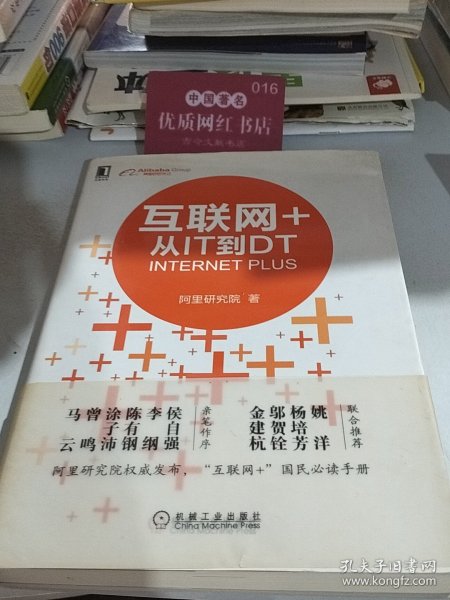 016
中国著名
优质网红书店
Alibaba Group
互联网+
从IT到DT
INTERNET PLUS
阿里研究院 著
马云
曾鸣
涂子沛
陈有钢
李纲
侯自强
亲笔作序
金建杭
邬贺铨
杨培芳
姚洋
联合推荐
阿里研究院权威发布，“互联网+”国民必读手册
机械工业出版社
China Machine Press
孔夫子旧书网
www.kongfz.com